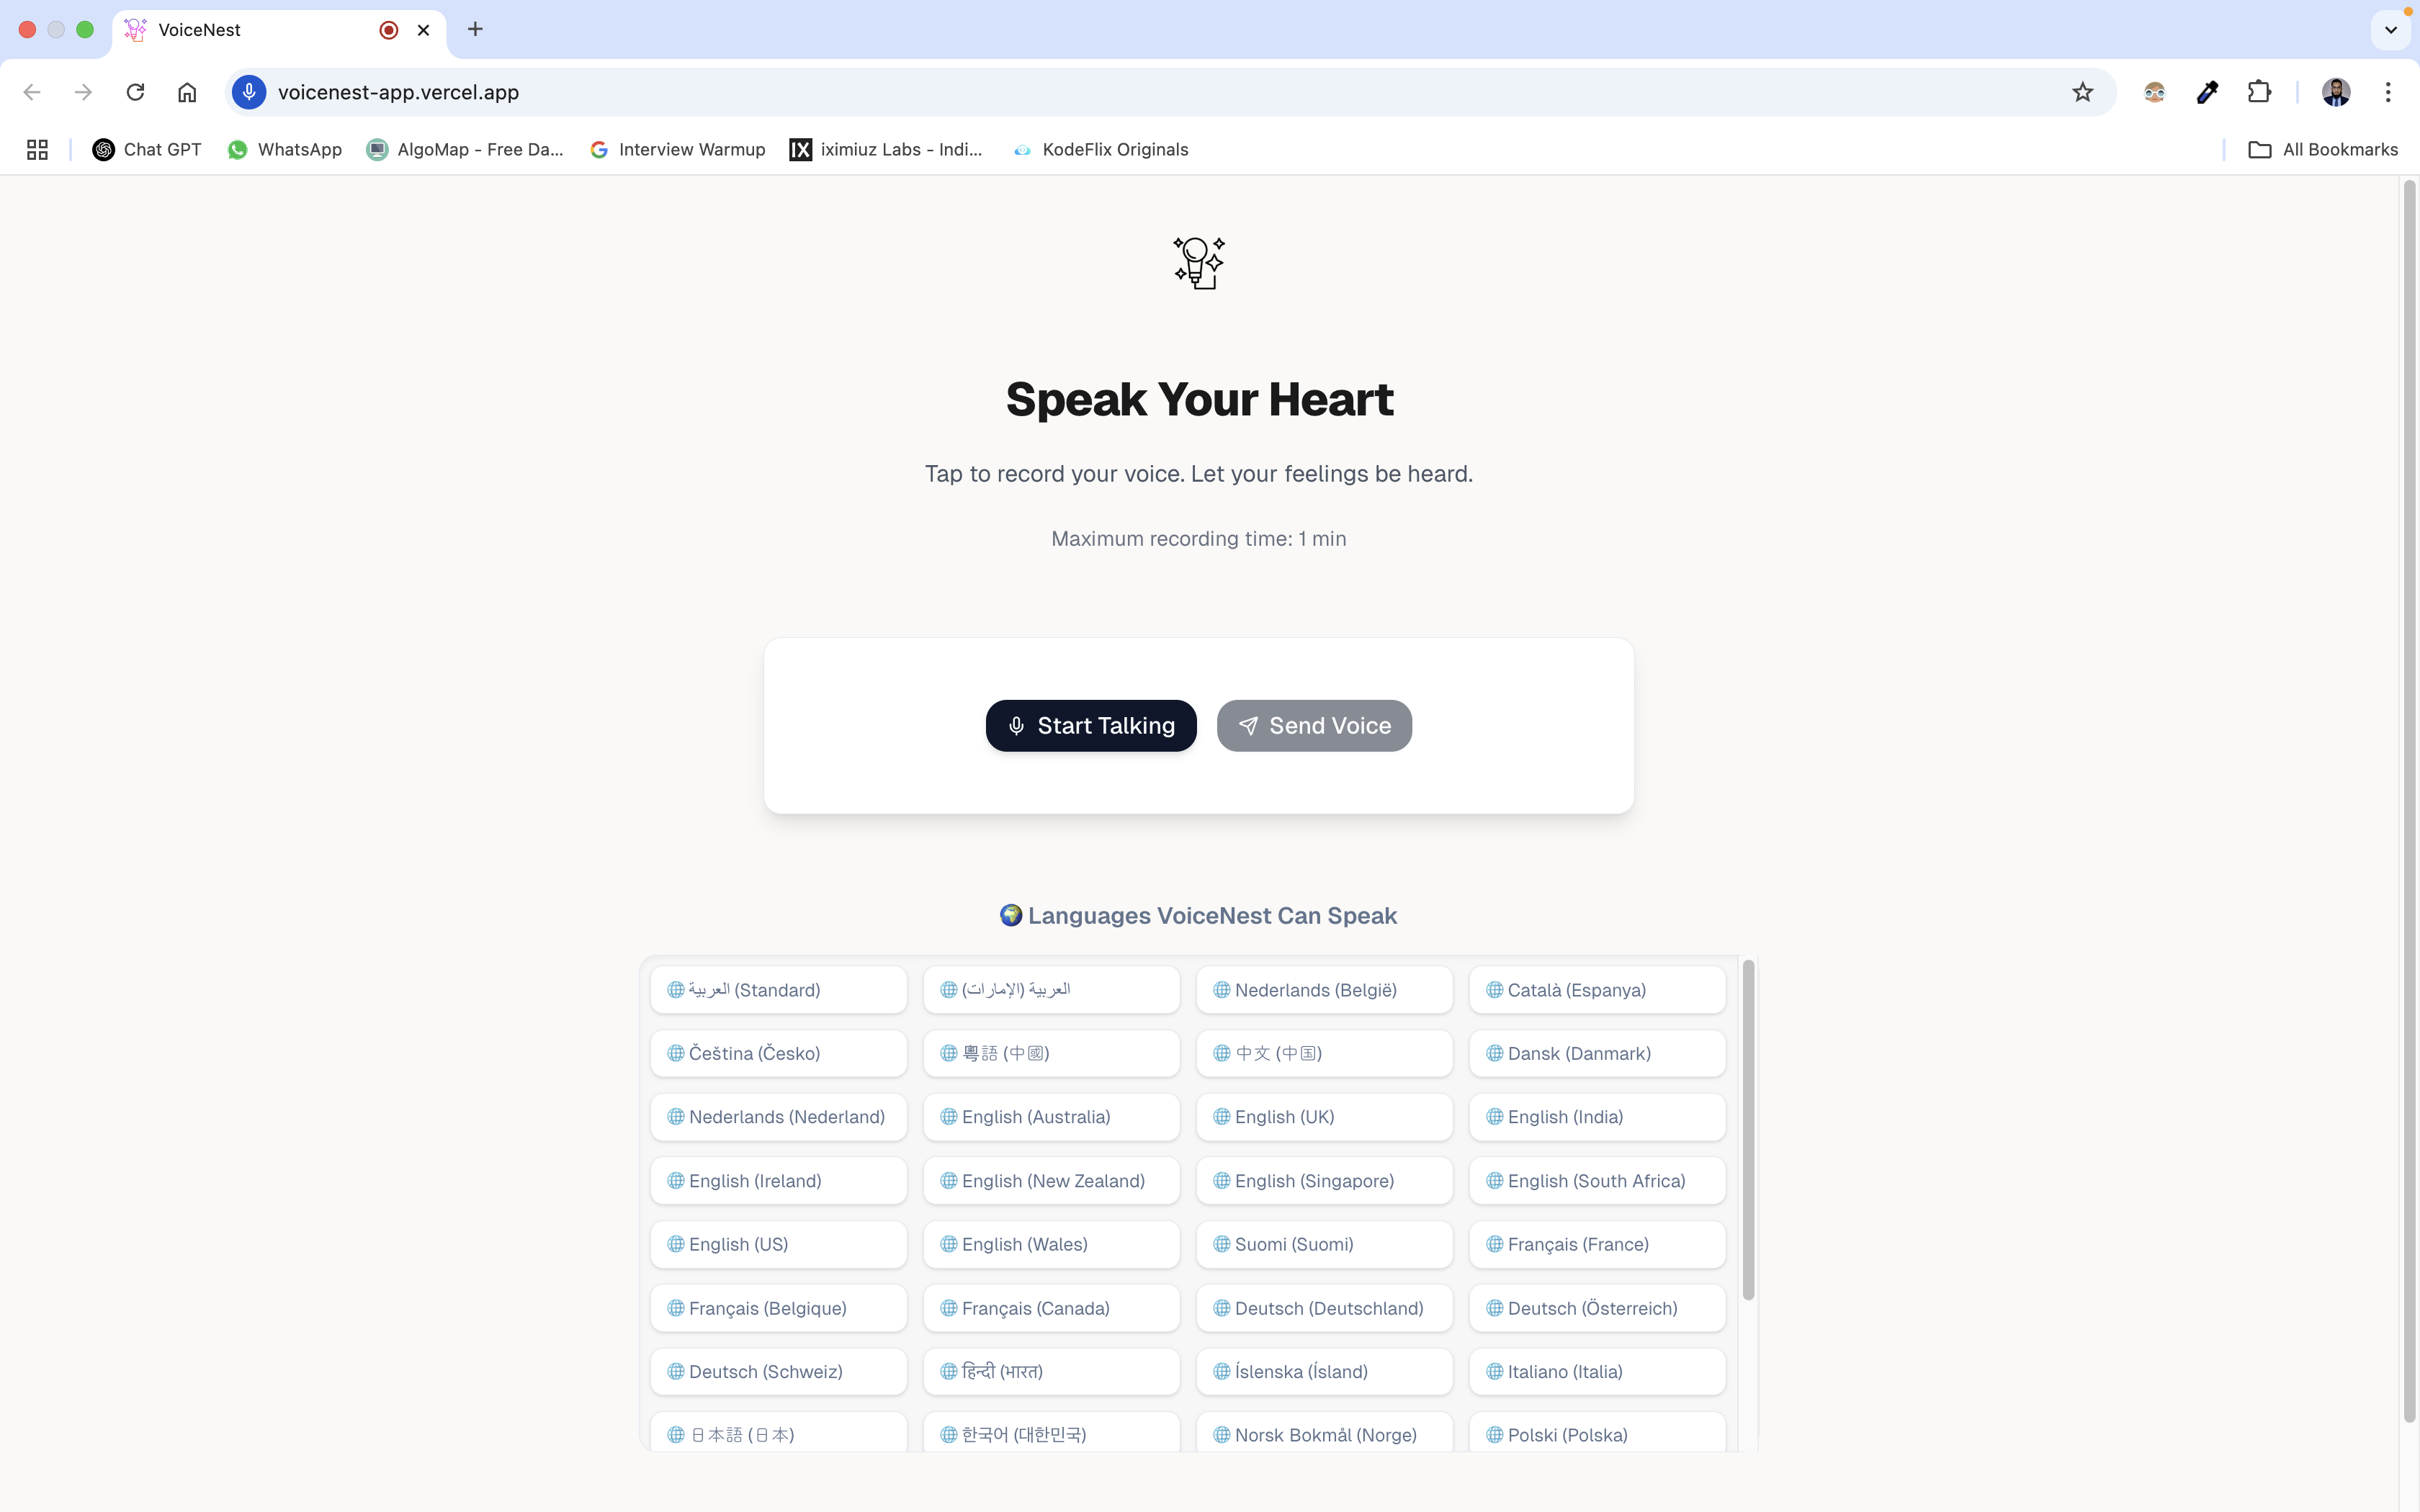 VoiceNest
voicenest-app.vercel.app
Chat GPT
WhatsApp
AlgoMap - Free Da...
Interview Warmup
IX
iximiuz Labs - Indi...
KodeFlix Originals
All Bookmarks
Speak Your Heart
Tap to record your voice. Let your feelings be heard.
Maximum recording time: 1 min
Start Talking
Send Voice
🌍 Languages VoiceNest Can Speak
🌐 العربية (Standard)
🌐 العربية (الإمارات)
🌐 Nederlands (België)
🌐 Català (Espanya)
🌐 Čeština (Česko)
🌐 粵語 (中國)
🌐 中文 (中国)
🌐 Dansk (Danmark)
🌐 Nederlands (Nederland)
🌐 English (Australia)
🌐 English (UK)
🌐 English (India)
🌐 English (Ireland)
🌐 English (New Zealand)
🌐 English (Singapore)
🌐 English (South Africa)
🌐 English (US)
🌐 English (Wales)
🌐 Suomi (Suomi)
🌐 Français (France)
🌐 Français (Belgique)
🌐 Français (Canada)
🌐 Deutsch (Deutschland)
🌐 Deutsch (Österreich)
🌐 Deutsch (Schweiz)
🌐 हिन्दी (भारत)
🌐 Íslenska (Ísland)
🌐 Italiano (Italia)
🌐 日本語 (日本)
🌐 한국어 (대한민국)
🌐 Norsk Bokmål (Norge)
🌐 Polski (Polska)